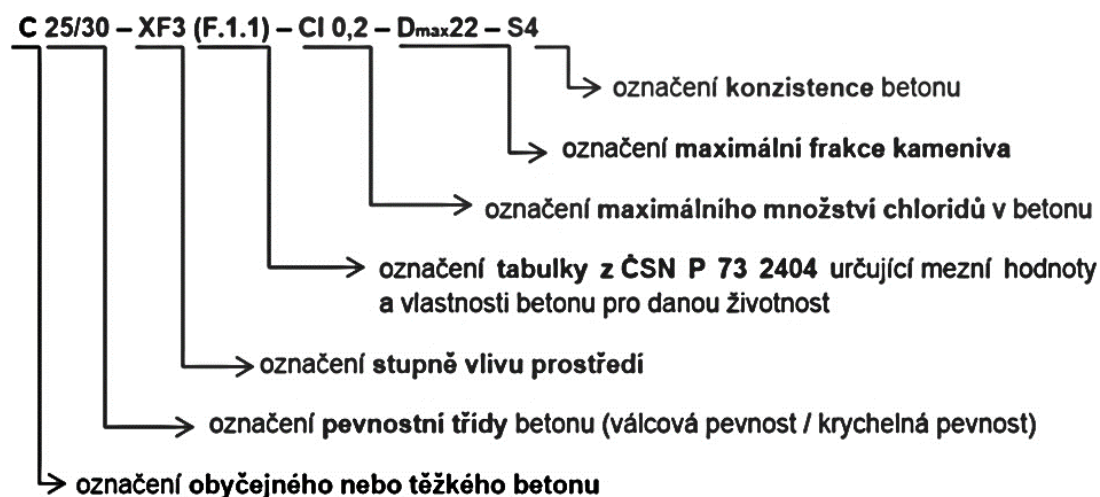 C 25/30 – XF3 (F.1.1) – Cl 0,2 – Dmax22 – S4
označení konzistence betonu
označení maximální frakce kameniva
označení maximálního množství chloridů v betonu
označení tabulky z ČSN P 73 2404 určující mezní hodnoty
a vlastnosti betonu pro danou životnost
označení stupně vlivu prostředí
označení pevnostní třídy betonu (válcová pevnost / krychelná pevnost)
označení obyčejného nebo těžkého betonu